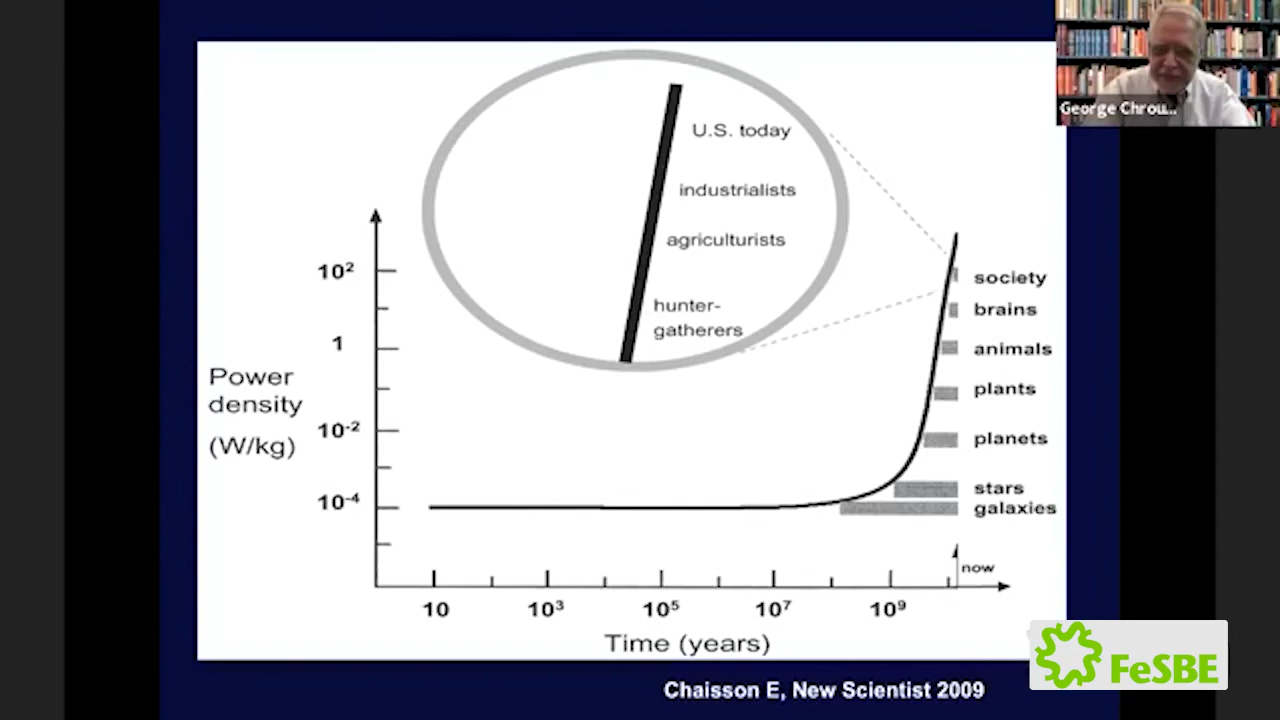 George Chrou...
U.S. today
industrialists
agriculturists
hunter-
gatherers
10²
1
10⁻²
10⁻⁴
Power
density
(W/kg)
society
brains
animals
plants
planets
stars
galaxies
now
10
10³
10⁵
10⁷
10⁹
Time (years)
Chaisson E, New Scientist 2009
FeSBE